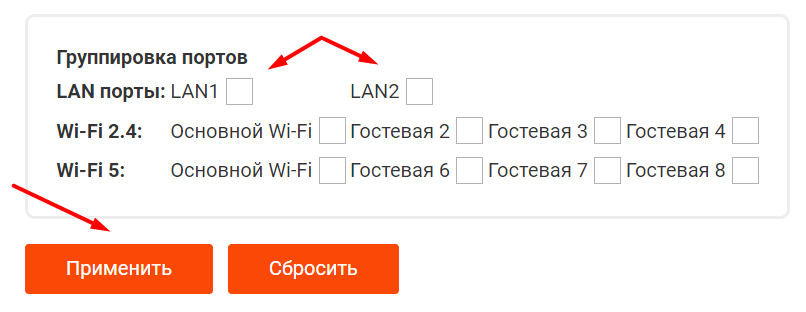 Группировка портов
LAN порты: LAN1 LAN2
Wi-Fi 2.4: Основной Wi-Fi Гостевая 2 Гостевая 3 Гостевая 4
Wi-Fi 5: Основной Wi-Fi Гостевая 6 Гостевая 7 Гостевая 8
Применить Сбросить